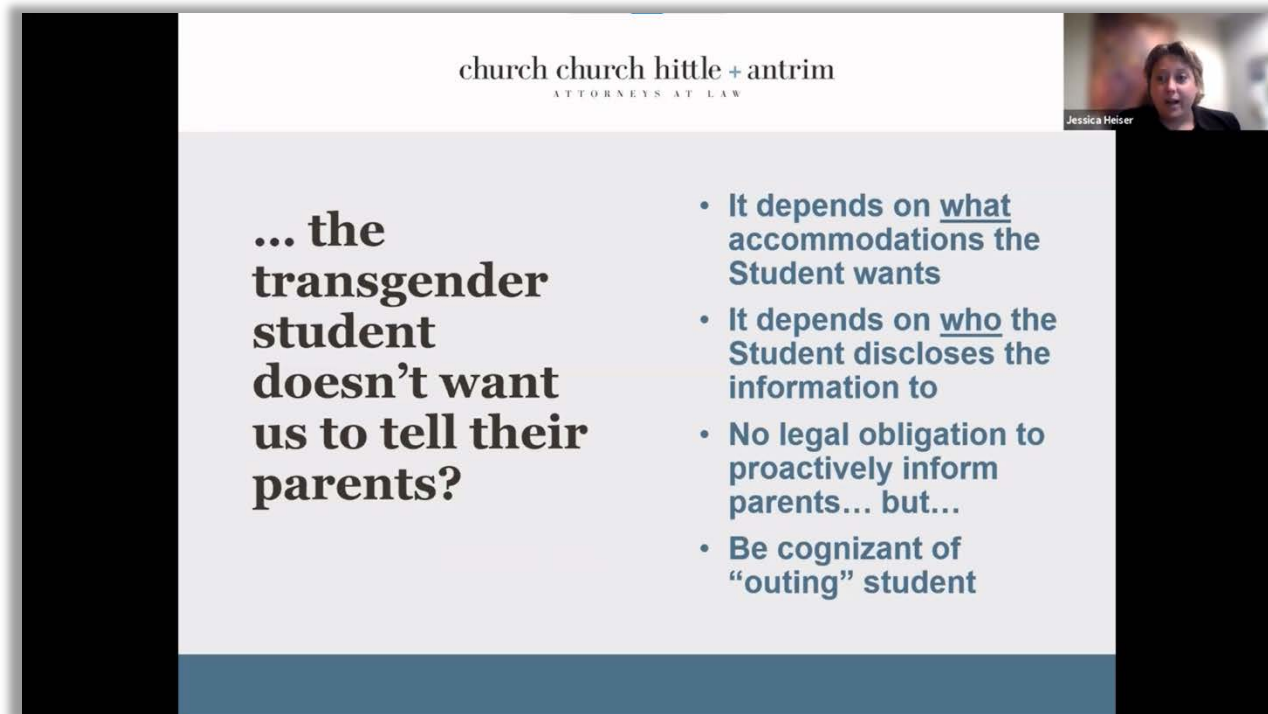 church church hittle + antrim
ATTORNEYS AT LAW
Jessica Heiser
... the
transgender
student
doesn't want
us to tell their
parents?
• It depends on what
accommodations the
Student wants
• It depends on who the
Student discloses the
information to
• No legal obligation to
proactively inform
parents... but...
• Be cognizant of
“outing” student